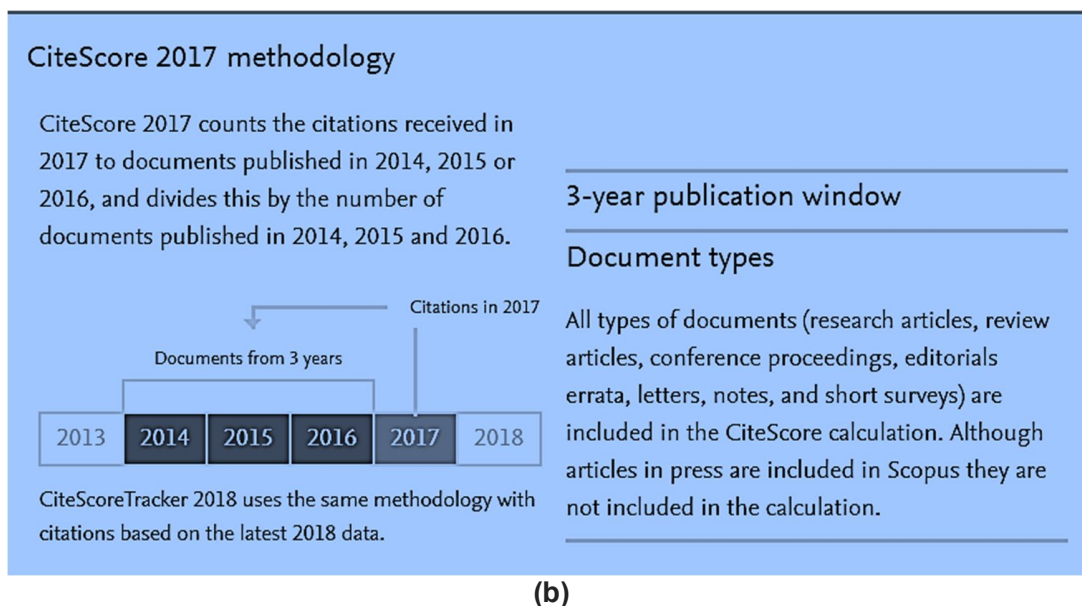 CiteScore 2017 methodology
CiteScore 2017 counts the citations received in
2017 to documents published in 2014, 2015 or
2016, and divides this by the number of
documents published in 2014, 2015 and 2016.
Citations in 2017
Documents from 3 years
2013 2014 2015 2016 2017 2018
CiteScoreTracker 2018 uses the same methodology with
citations based on the latest 2018 data.
3-year publication window
Document types
All types of documents (research articles, review
articles, conference proceedings, editorials
errata, letters, notes, and short surveys) are
included in the CiteScore calculation. Although
articles in press are included in Scopus they are
not included in the calculation.
(b)